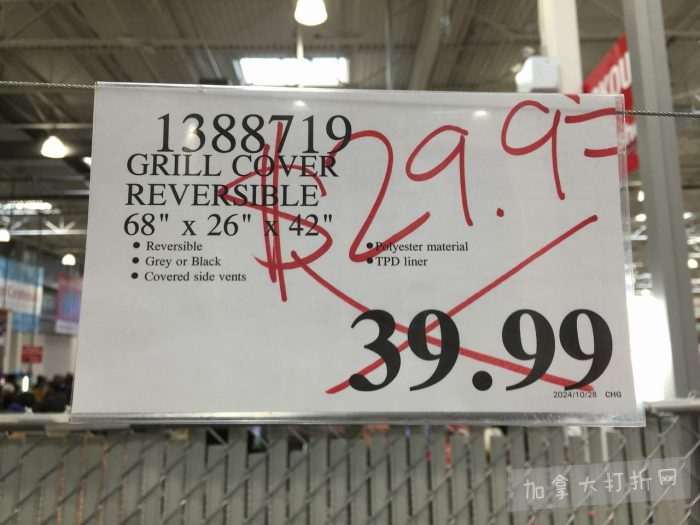 1388719
GRILL COVER
REVERSIBLE
68" x 26" x 42"
• Reversible
• Grey or Black
• Covered side vents
• Polyester material
• TPD liner
$29.9=
39.99
2024/10/28 CHG
加拿大打折网